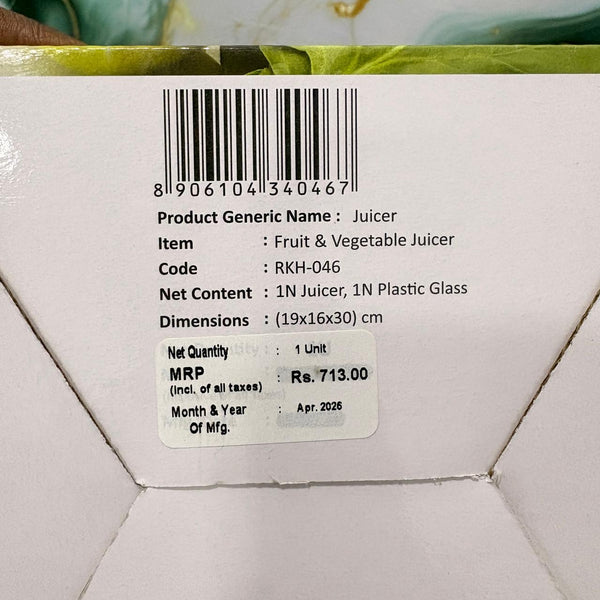 8 906104 340467
Product Generic Name : Juicer
Item : Fruit & Vegetable Juicer
Code : RKH-046
Net Content : 1N Juicer, 1N Plastic Glass
Dimensions : (19x16x30) cm
Net Quantity : 1 Unit
MRP : Rs. 713.00
(incl. of all taxes)
Month & Year : Apr. 2026
Of Mfg.